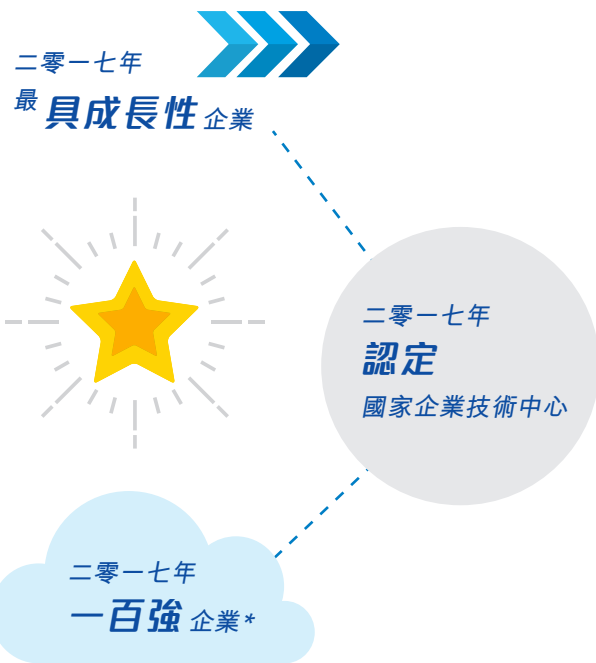 二零一七年
最具成長性企業
二零一七年
認定
國家企業技術中心
二零一七年
一百強企業*